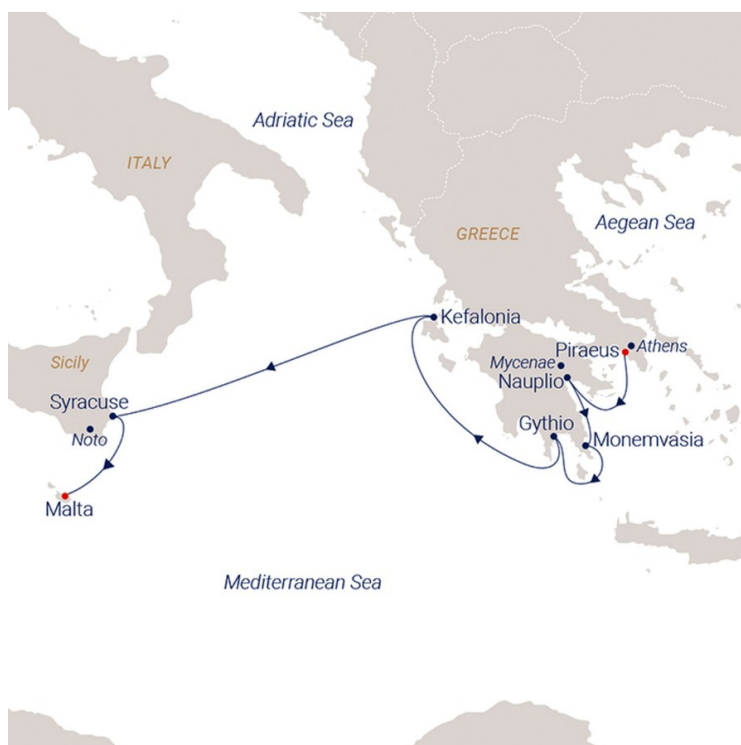 Adriatic Sea
ITALY
Aegean Sea
GREECE
Kefalonia
Piraeus
Athens
Sicily
Mycenae
Nauplio
Syracuse
Noto
Gythio
Monemvasia
Malta
Mediterranean Sea